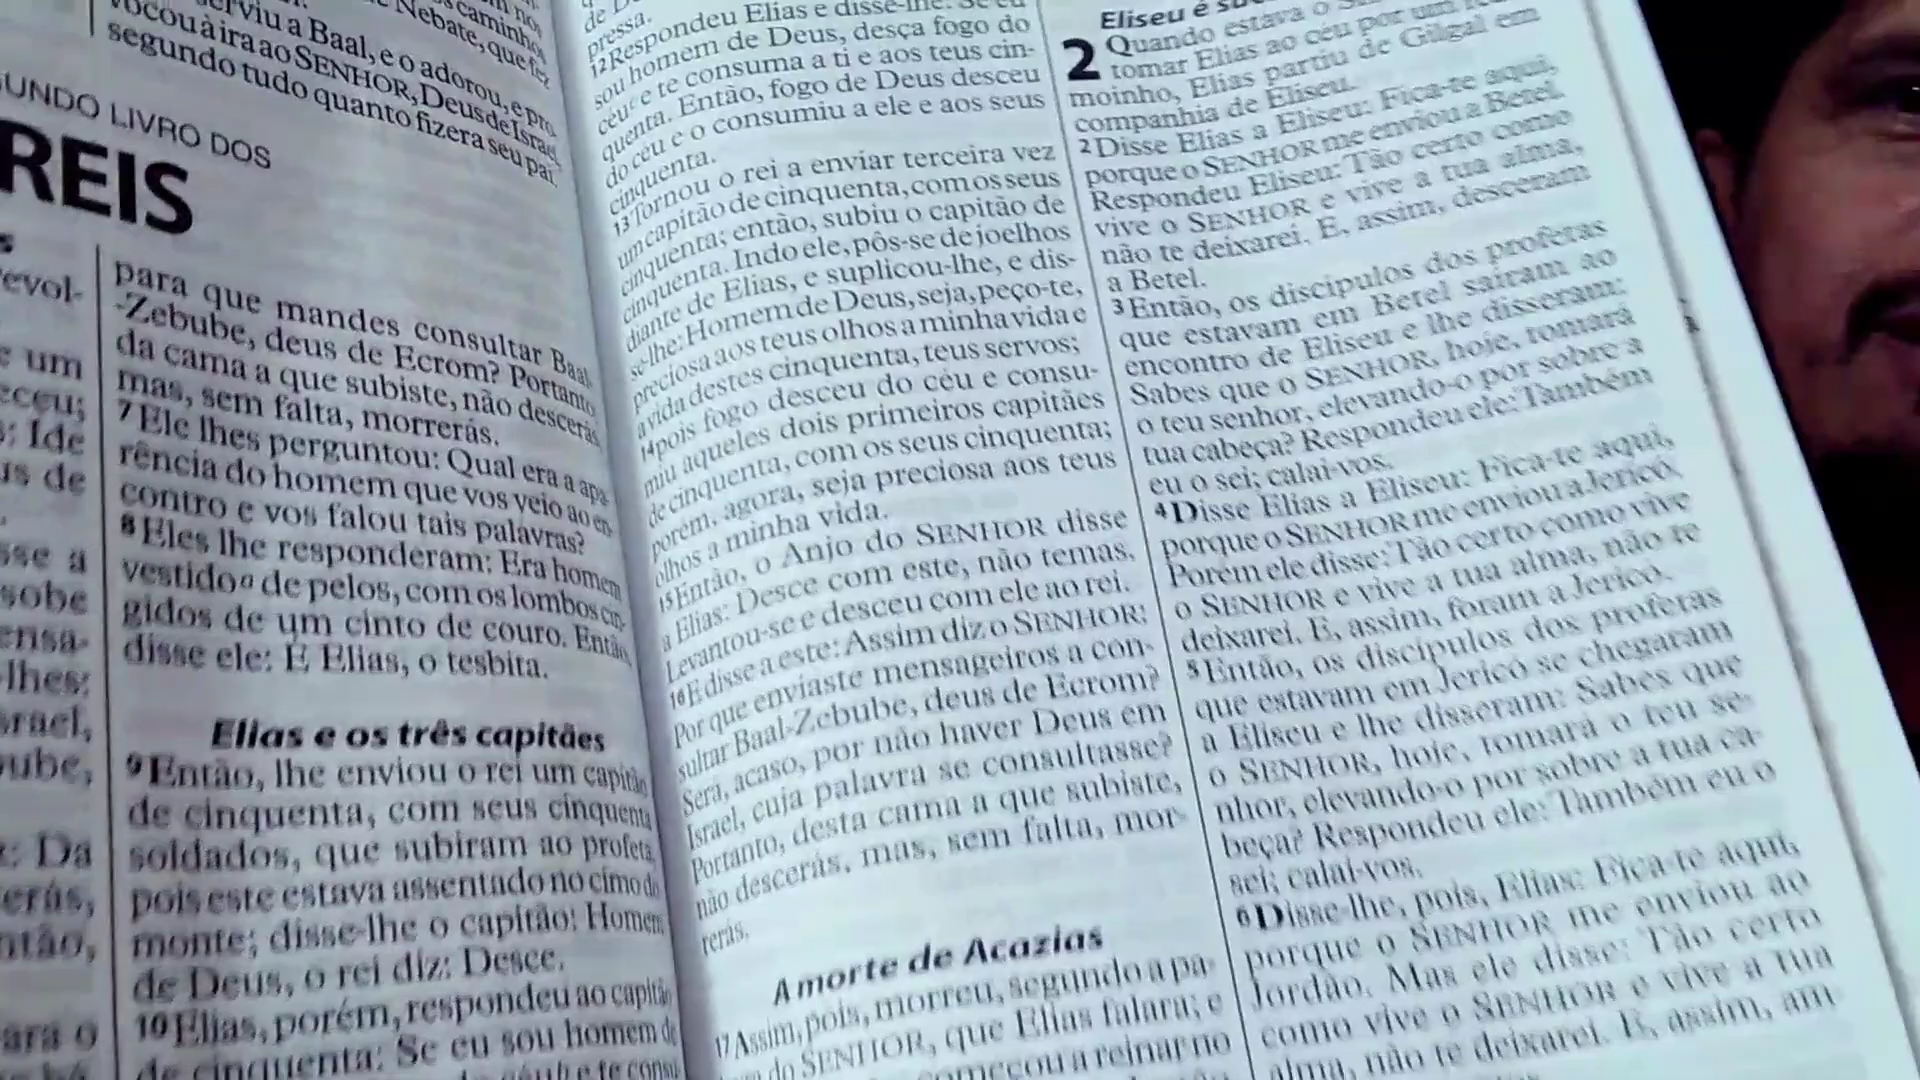 viu a Baal, e o adorou, e pro-
vocou à ira ao SENHOR, Deus de Israel,
segundo tudo quanto fizera seu pai.
LIVRO DOS
REIS
para que mandes consultar Baal-
-Zebube, deus de Ecrom? Portanto,
da cama a que subiste, não descerás,
mas, sem falta, morrerás.
7 Ele lhes perguntou: Qual era a apa-
rência do homem que vos veio ao en-
contro e vos falou tais palavras?
8 Eles lhe responderam: Era homem
vestido a de pelos, com os lombos cin-
gidos de um cinto de couro. Então,
disse ele: É Elias, o tesbita.
Elias e os três capitães
9 Então, lhe enviou o rei um capitão
de cinquenta, com seus cinquenta
soldados, que subiram ao profeta,
pois este estava assentado no cimo do
monte; disse-lhe o capitão: Homem
de Deus, o rei diz: Desce.
10 Elias, porém, respondeu ao capitão
de cinquenta: Se eu sou homem de
pressa.
12 Respondeu Elias e disse-lhe: Se eu
sou homem de Deus, desça fogo do
céu e te consuma a ti e aos teus cin-
quenta. Então, fogo de Deus desceu
do céu e o consumiu a ele e aos seus
cinquenta.
13 Tornou o rei a enviar terceira vez
um capitão de cinquenta, com os seus
cinquenta; então, subiu o capitão de
cinquenta. Indo ele, pôs-se de joelhos
diante de Elias, e suplicou-lhe, e dis-
se-lhe: Homem de Deus, seja, peço-te,
preciosa aos teus olhos a minha vida e
a vida destes cinquenta, teus servos;
14 pois fogo desceu do céu e consu-
miu aqueles dois primeiros capitães
de cinquenta, com os seus cinquenta;
porém, agora, seja preciosa aos teus
olhos a minha vida.
15 Então, o Anjo do SENHOR disse
a Elias: Desce com este, não temas.
Levantou-se e desceu com ele ao rei.
16 E disse a este: Assim diz o SENHOR:
Por que enviaste mensageiros a con-
sultar Baal-Zebube, deus de Ecrom?
Será, acaso, por não haver Deus em
Israel, cuja palavra se consultasse?
Portanto, desta cama a que subiste,
não descerás, mas, sem falta, mor-
rerás.
A morte de Acazias
17 Assim, pois, morreu, segundo a pa-
do SENHOR, que Elias falara; e
começou a reinar no
Eliseu é
2 Quando estava o
tomar Elias ao céu por um
moinho, Elias partiu de Gilgal em
companhia de Eliseu.
2 Disse Elias a Eliseu: Fica-te aqui,
porque o SENHOR me enviou a Betel.
Respondeu Eliseu: Tão certo como
vive o SENHOR e vive a tua alma,
não te deixarei. E, assim, desceram
a Betel.
3 Então, os discípulos dos profetas
que estavam em Betel saíram ao
encontro de Eliseu e lhe disseram:
Sabes que o SENHOR, hoje, tomará
o teu senhor, elevando-o por sobre a
tua cabeça? Respondeu ele: Também
eu o sei; calai-vos.
4 Disse Elias a Eliseu: Fica-te aqui,
porque o SENHOR me enviou a Jericó.
Porém ele disse: Tão certo como vive
o SENHOR e vive a tua alma, não te
deixarei. E, assim, foram a Jericó.
5 Então, os discípulos dos profetas
que estavam em Jericó se chegaram
a Eliseu e lhe disseram: Sabes que
o SENHOR, hoje, tomará o teu se-
nhor, elevando-o por sobre a tua ca-
beça? Respondeu ele: Também eu o
sei; calai-vos.
6 Disse-lhe, pois, Elias: Fica-te aqui,
porque o SENHOR me enviou ao
Jordão. Mas ele disse: Tão certo
como vive o SENHOR e vive a tua
alma, não te deixarei. E, assim, am-